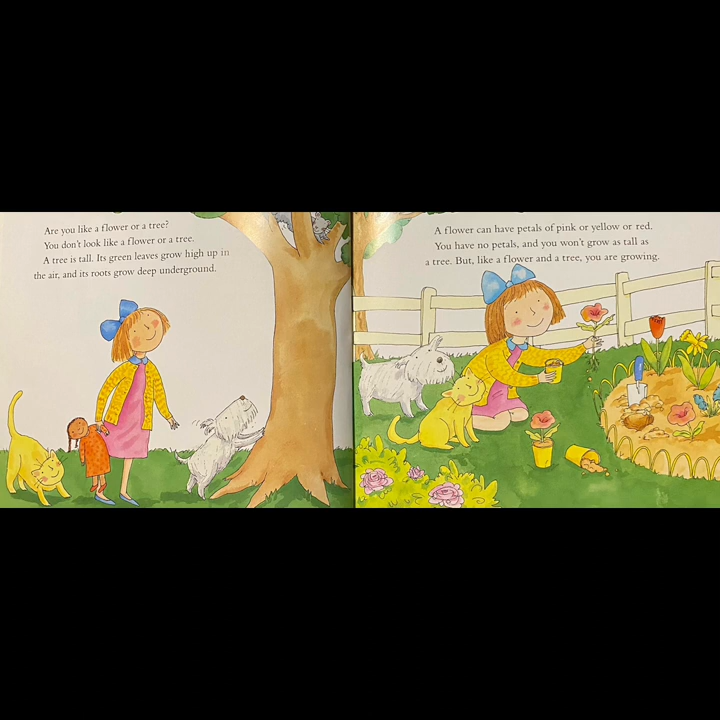 Are you like a flower or a tree?
You don't look like a flower or a tree.
A tree is tall. Its green leaves grow high up in
the air, and its roots grow deep underground.
A flower can have petals of pink or yellow or red.
You have no petals, and you won't grow as tall as
a tree. But, like a flower and a tree, you are growing.